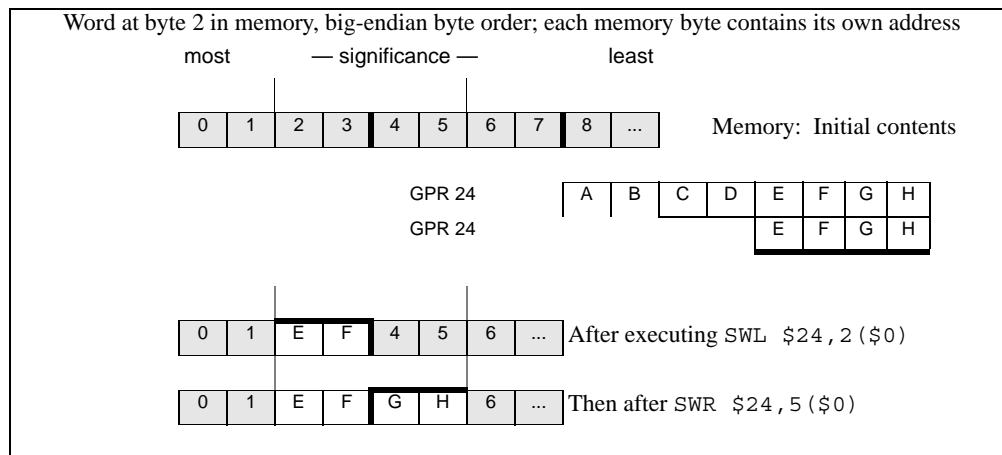 Word at byte 2 in memory, big-endian byte order; each memory byte contains its own address
most — significance — least
0 1 2 3 4 5 6 7 8 ... Memory: Initial contents
GPR 24 A B C D E F G H
GPR 24 E F G H
0 1 E F 4 5 6 ... After executing SWL $24,2($0)
0 1 E F G H 6 ... Then after SWR $24,5($0)